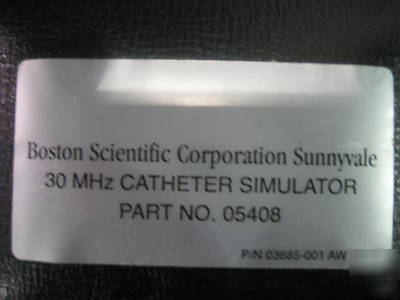 Boston Scientific Corporation Sunnyvale
30 MHz CATHETER SIMULATOR
PART NO. 05408
P/N 03685-001 AW